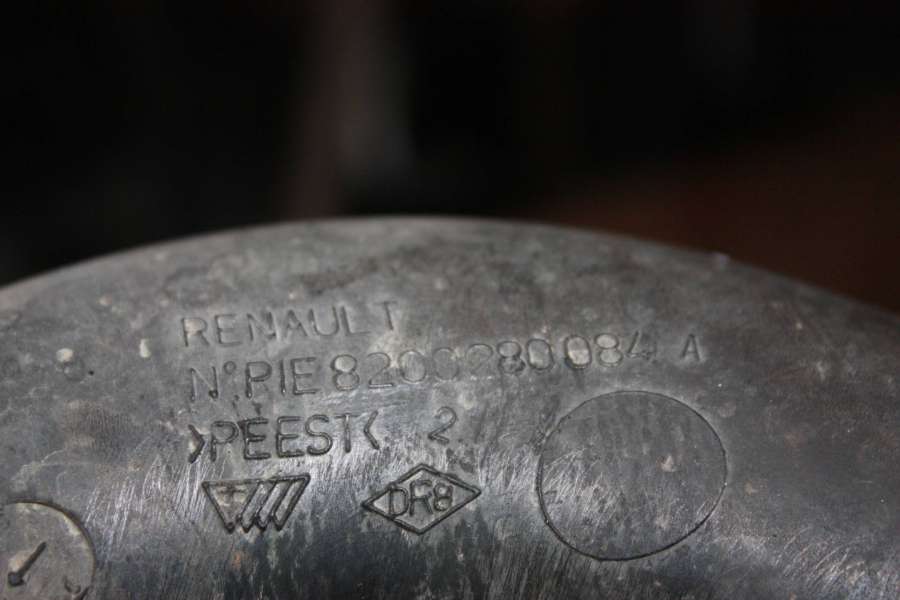 RENAULT
N°PIE 8200280084 A
>PEEST< 2
DR8